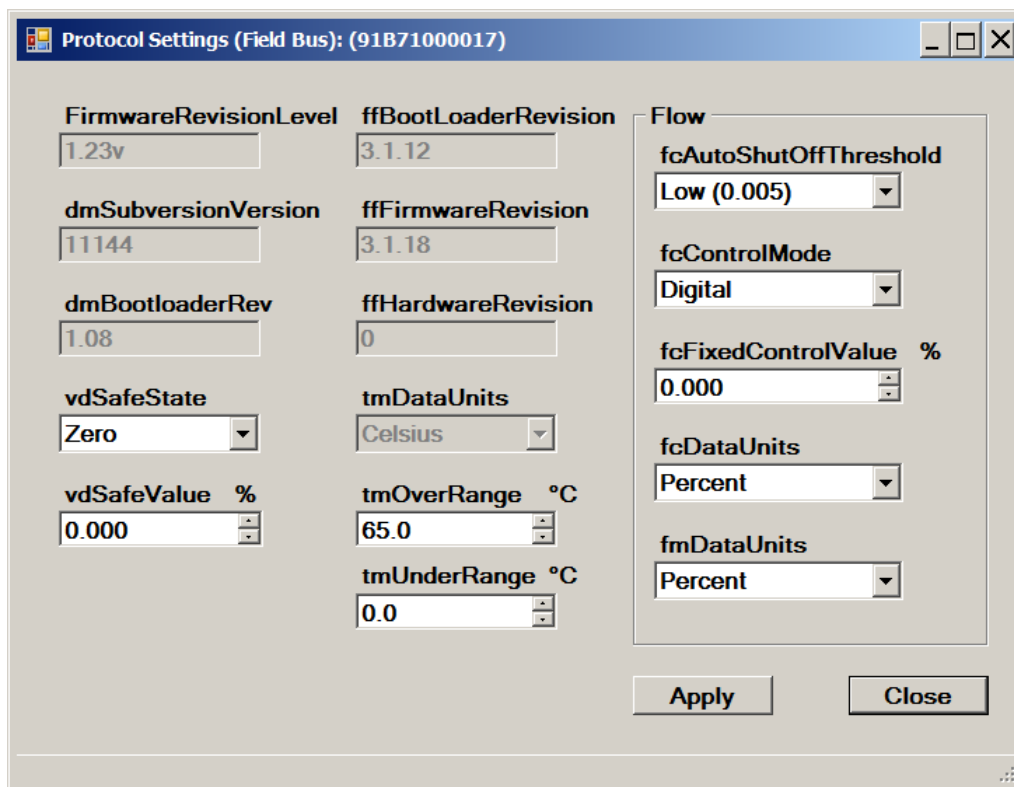 Protocol Settings (Field Bus): (91B71000017)
FirmwareRevisionLevel
1.23v
dmSubversionVersion
11144
dmBootloaderRev
1.08
vdSafeState
Zero
vdSafeValue %
0.000
ffBootLoaderRevision
3.1.12
ffFirmwareRevision
3.1.18
ffHardwareRevision
0
tmDataUnits
Celsius
tmOverRange °C
65.0
tmUnderRange °C
0.0
Flow
fcAutoShutOffThreshold
Low (0.005)
fcControlMode
Digital
fcFixedControlValue %
0.000
fcDataUnits
Percent
fmDataUnits
Percent
Apply
Close